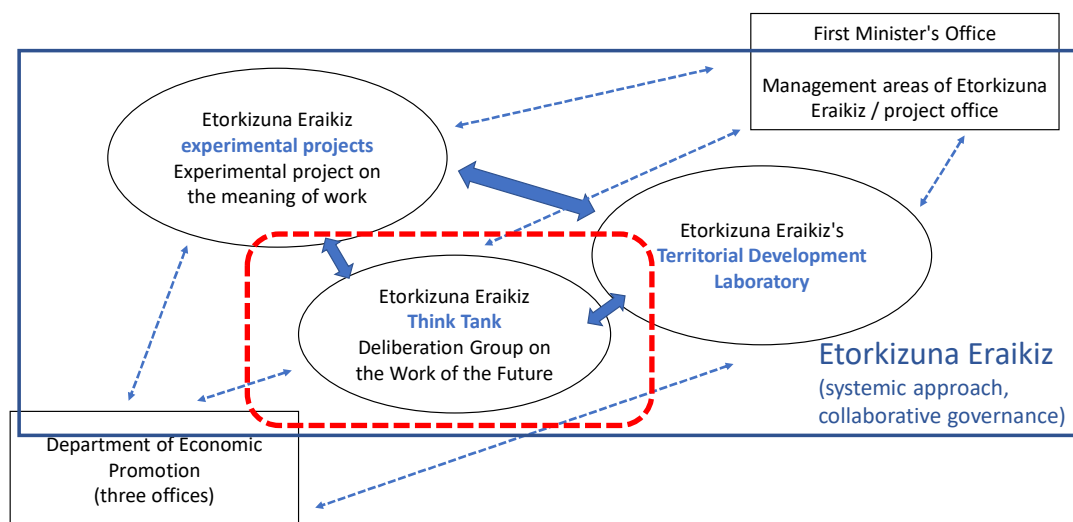 First Minister's Office
Management areas of Etorkizuna
Eraikiz / project office
Etorkizuna Eraikiz
experimental projects
Experimental project on
the meaning of work
Etorkizuna Eraikiz's
Territorial Development
Laboratory
Etorkizuna Eraikiz
Think Tank
Deliberation Group on
the Work of the Future
Etorkizuna Eraikiz
(systemic approach,
collaborative governance)
Department of Economic
Promotion
(three offices)